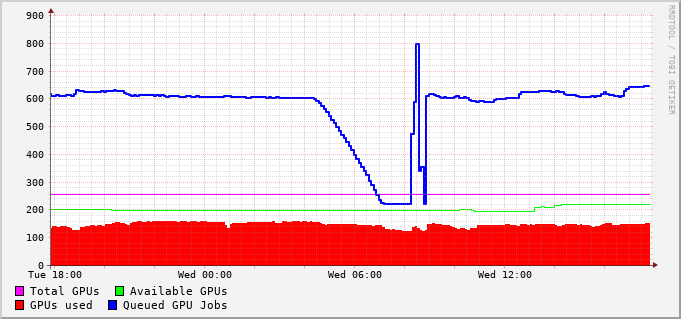 900
800
700
600
500
400
300
200
100
0
Tue 18:00 Wed 00:00 Wed 06:00 Wed 12:00
Total GPUs Available GPUs
GPUs used Queued GPU Jobs
RRDTOOL / TOBI OETIKER